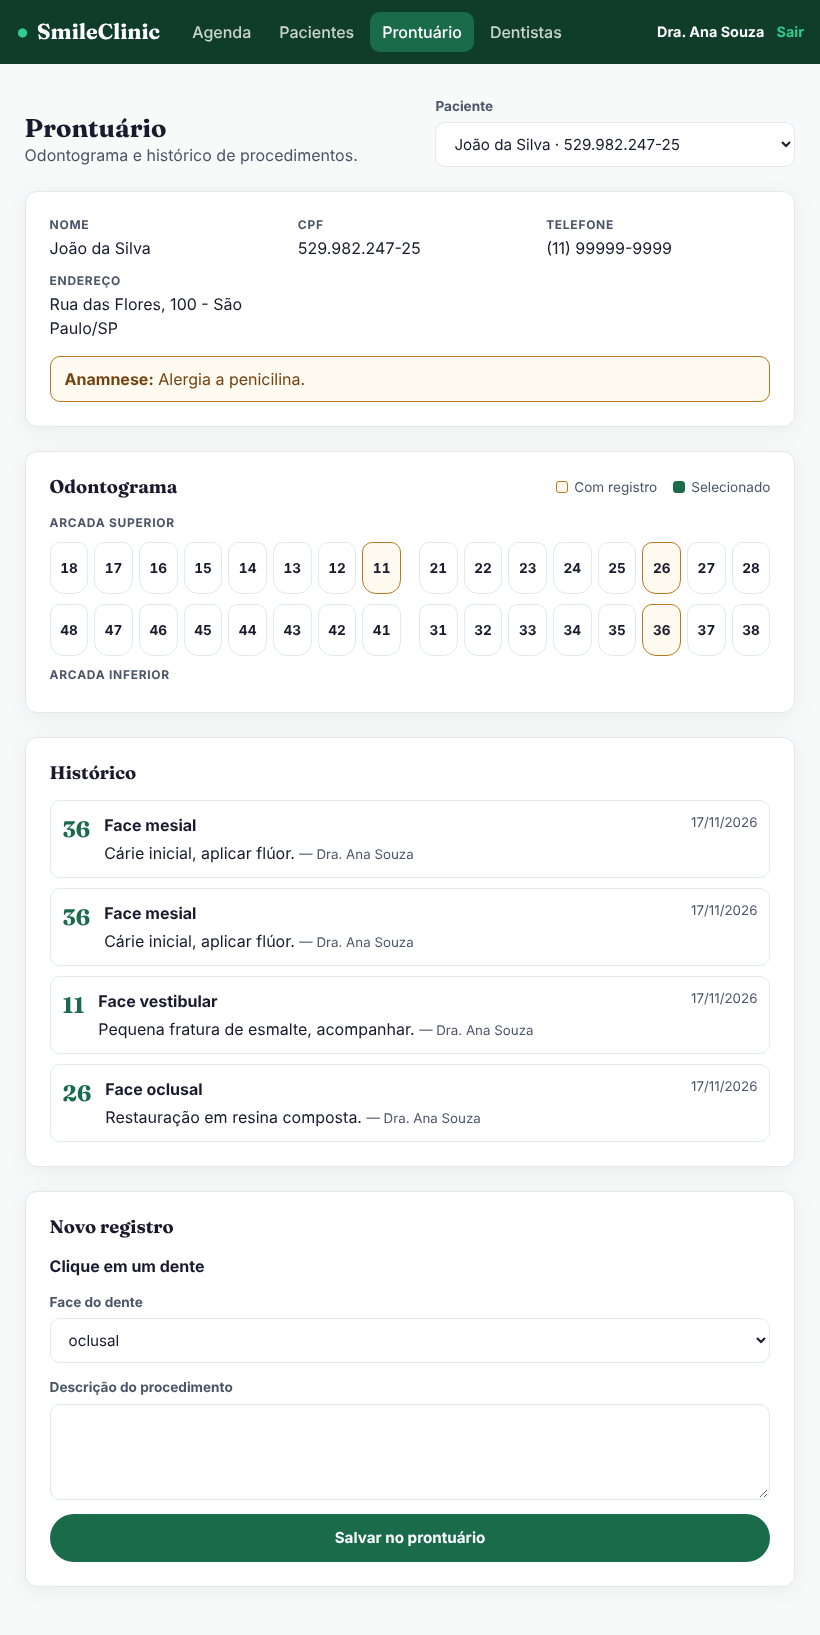 SmileClinic Agenda Pacientes Prontuário Dentistas Dra. Ana Souza Sair
Prontuário
Odontograma e histórico de procedimentos.
Paciente
João da Silva · 529.982.247-25
NOME
João da Silva
CPF
529.982.247-25
TELEFONE
(11) 99999-9999
ENDEREÇO
Rua das Flores, 100 - São
Paulo/SP
Anamnese: Alergia a penicilina.
Odontograma
Com registro Selecionado
ARCADA SUPERIOR
18 17 16 15 14 13 12 11 21 22 23 24 25 26 27 28
48 47 46 45 44 43 42 41 31 32 33 34 35 36 37 38
ARCADA INFERIOR
Histórico
36 Face mesial 17/11/2026
Cárie inicial, aplicar flúor. — Dra. Ana Souza
36 Face mesial 17/11/2026
Cárie inicial, aplicar flúor. — Dra. Ana Souza
11 Face vestibular 17/11/2026
Pequena fratura de esmalte, acompanhar. — Dra. Ana Souza
26 Face oclusal 17/11/2026
Restauração em resina composta. — Dra. Ana Souza
Novo registro
Clique em um dente
Face do dente
oclusal
Descrição do procedimento
Salvar no prontuário